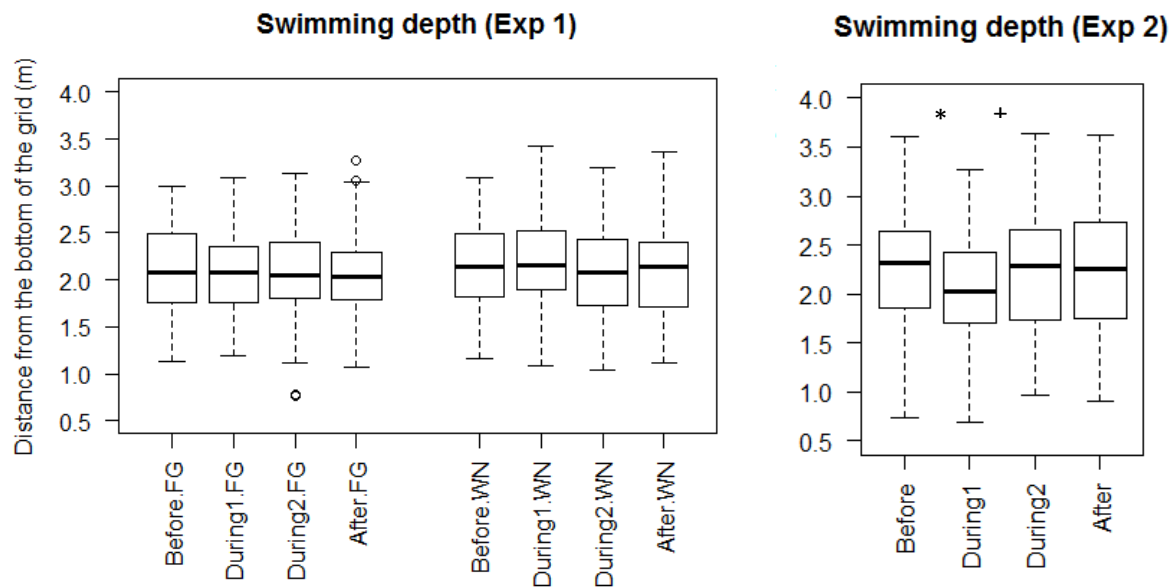 Swimming depth (Exp 1)
Distance from the bottom of the grid (m)
4.0
3.5
3.0
2.5
2.0
1.5
1.0
0.5
Before.FG
During1.FG
During2.FG
After.FG
Before.WN
During1.WN
During2.WN
After.WN
Swimming depth (Exp 2)
* +
4.0
3.5
3.0
2.5
2.0
1.5
1.0
0.5
Before
During1
During2
After